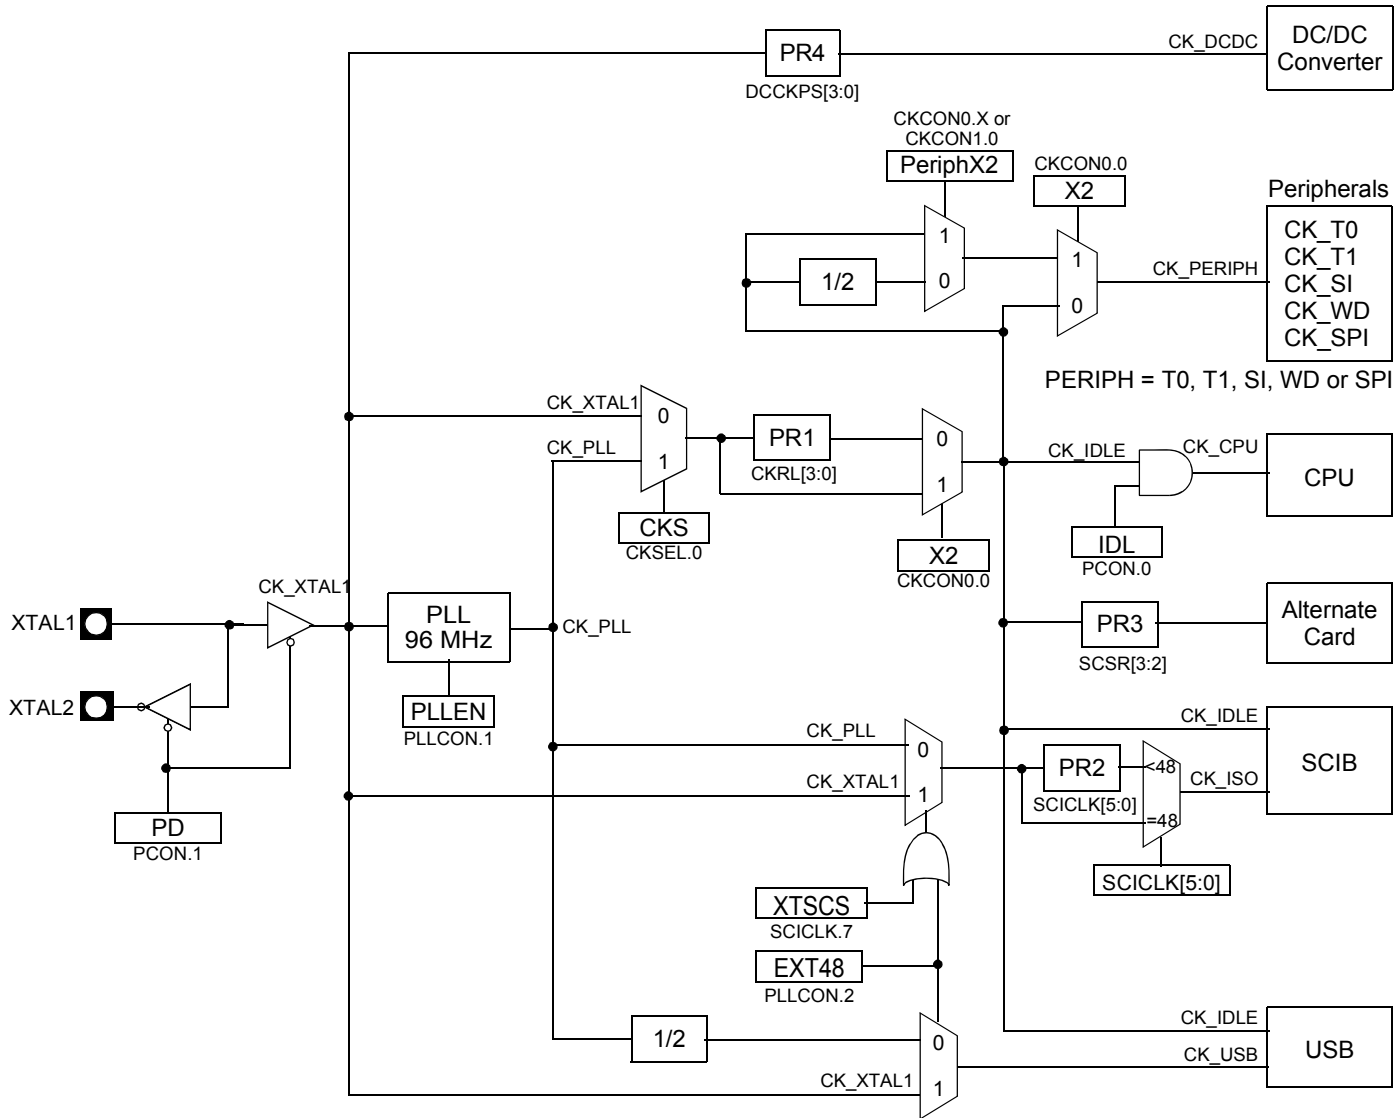 DC/DC
Converter
CK_DCDC
PR4
DCCKPS[3:0]
CKCON0.X or
CKCON1.0
PeriphX2
CKCON0.0
X2
Peripherals
1
1/2
0
1
0
CK_PERIPH
CK_T0
CK_T1
CK_SI
CK_WD
CK_SPI
PERIPH = T0, T1, SI, WD or SPI
CK_XTAL1
0
CK_PLL
1
PR1
CKRL[3:0]
0
1
CK_IDLE
CK_CPU
CPU
CKS
CKSEL.0
X2
CKCON0.0
IDL
PCON.0
CK_XTAL1
XTAL1
PLL
96 MHz
CK_PLL
PR3
SCSR[3:2]
Alternate
Card
XTAL2
PLLEN
PLLCON.1
PD
PCON.1
CK_PLL
0
CK_XTAL1
1
PR2
SCICLK[5:0]
<48
=48
CK_IDLE
CK_ISO
SCIB
SCICLK[5:0]
XTSCS
SCICLK.7
EXT48
PLLCON.2
1/2
0
CK_XTAL1
1
CK_IDLE
CK_USB
USB